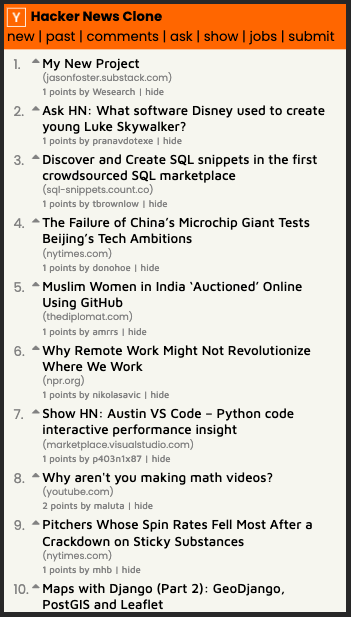 Y Hacker News Clone
new | past | comments | ask | show | jobs | submit
1. My New Project
(jasonfoster.substack.com)
1 points by Wesearch | hide
2. Ask HN: What software Disney used to create
young Luke Skywalker?
1 points by pranavdotexe | hide
3. Discover and Create SQL snippets in the first
crowdsourced SQL marketplace
(sql-snippets.count.co)
1 points by tbrownlow | hide
4. The Failure of China’s Microchip Giant Tests
Beijing’s Tech Ambitions
(nytimes.com)
1 points by donohoe | hide
5. Muslim Women in India ‘Auctioned’ Online
Using GitHub
(thediplomat.com)
1 points by amrrs | hide
6. Why Remote Work Might Not Revolutionize
Where We Work
(npr.org)
1 points by nikolasavic | hide
7. Show HN: Austin VS Code – Python code
interactive performance insight
(marketplace.visualstudio.com)
1 points by p403n1x87 | hide
8. Why aren't you making math videos?
(youtube.com)
2 points by maluta | hide
9. Pitchers Whose Spin Rates Fell Most After a
Crackdown on Sticky Substances
(nytimes.com)
1 points by mhb | hide
10. Maps with Django (Part 2): GeoDjango,
PostGIS and Leaflet